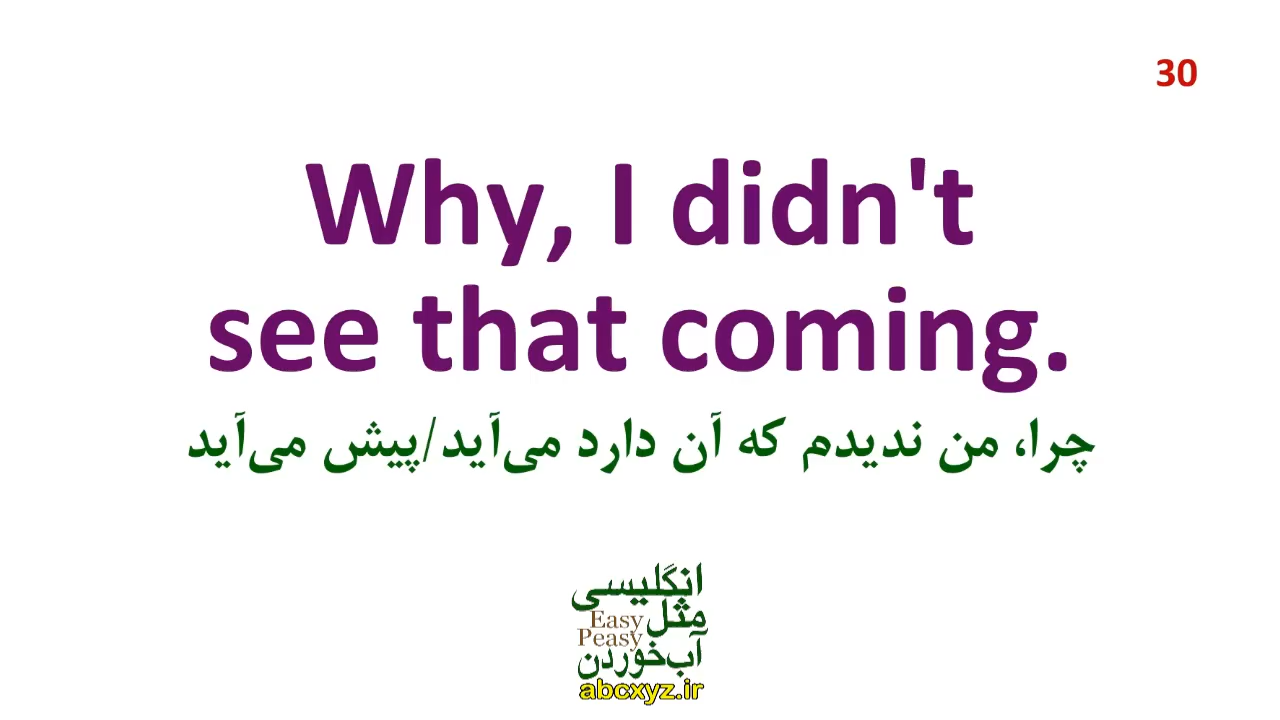 30
Why, I didn't
see that coming.
چرا، من ندیدم که آن دارد می‌آید/پیش می‌آید
انگلیسی
مثل
Easy
Peasy
آب‌خوردن
abcxyz.ir